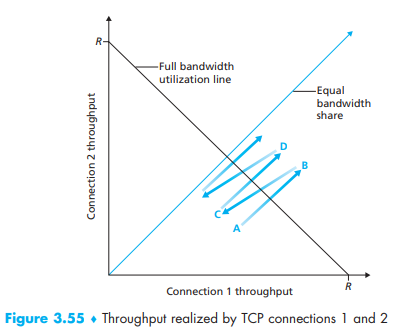 R
Full bandwidth
utilization line
Equal
bandwidth
share
D
B
C
A
Connection 2 throughput
R
Connection 1 throughput
Figure 3.55 ♦ Throughput realized by TCP connections 1 and 2